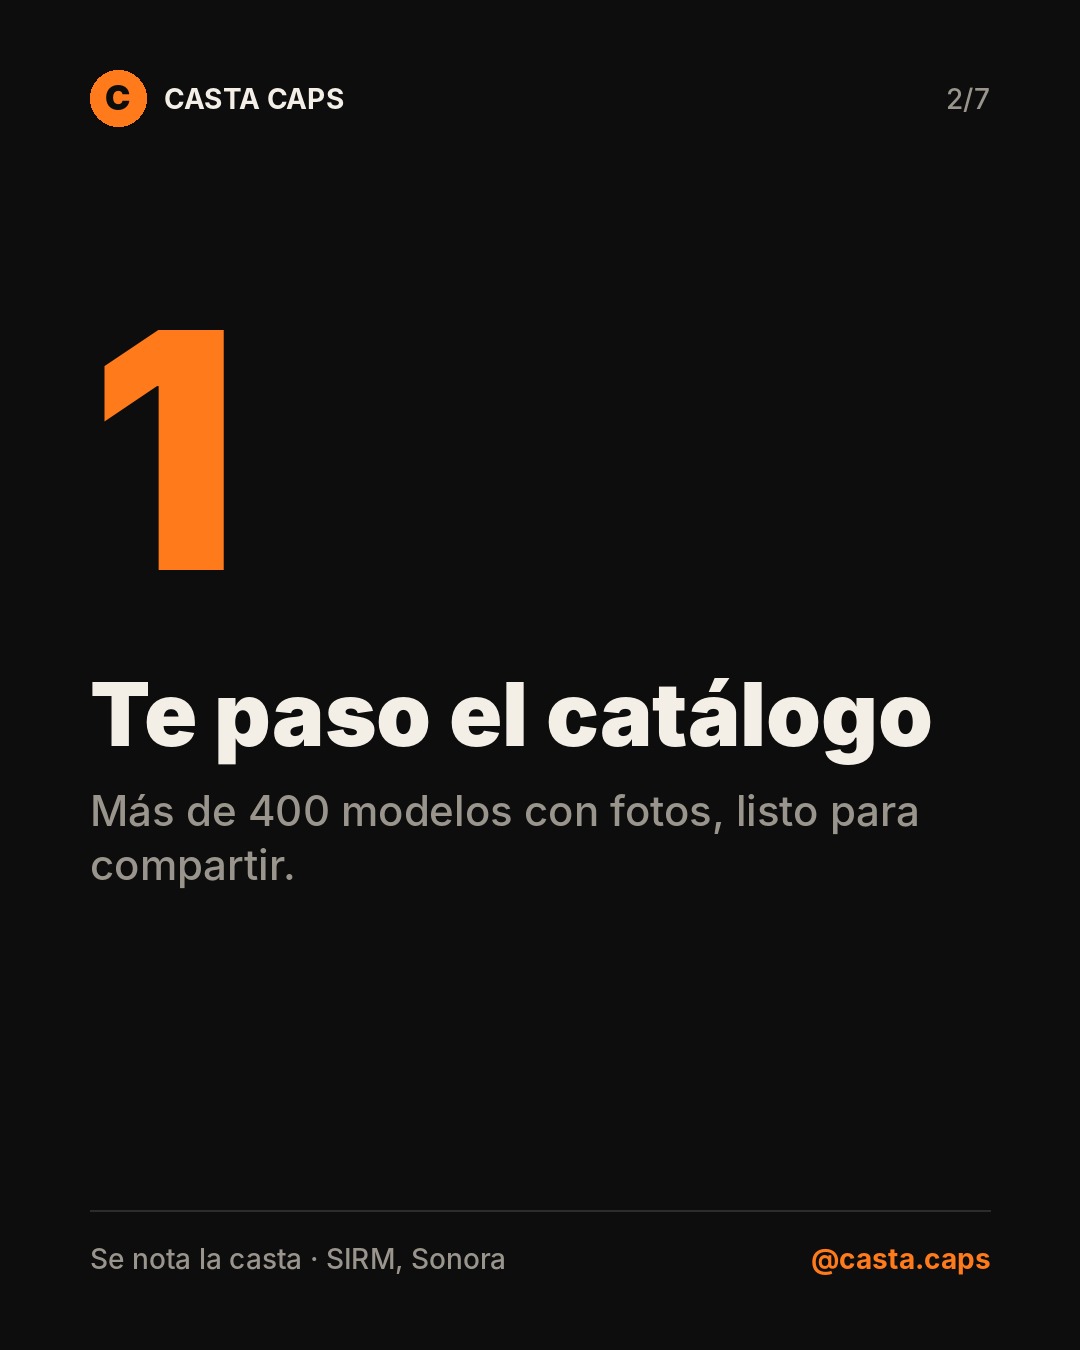 C CASTA CAPS
2/7
1
Te paso el catálogo
Más de 400 modelos con fotos, listo para
compartir.
Se nota la casta · SIRM, Sonora
@casta.caps